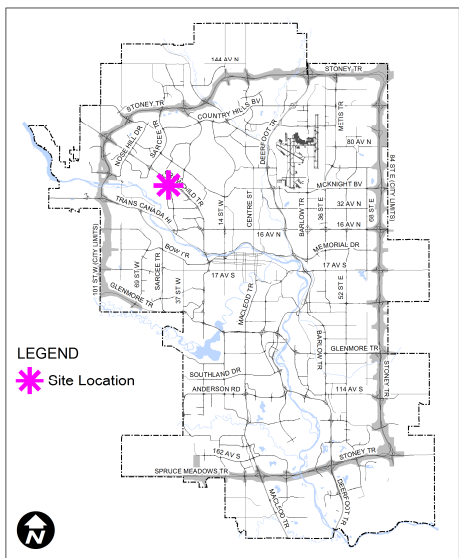 144 AV N
STONEY TR
STONEY TR
COUNTRY HILLS BV
NOSEHILL DR
SARCEE TR
DEERFOOT TR
METIS TR
80 AV N
84 ST E (CITY LIMITS)
MCKNIGHT BV
14 ST W
CENTRE ST
BARLOW TR
36 ST E
32 AV N
68 ST E
TRANS CANADA HI
16 AV N
16 AV N
BOW TR
MEMORIAL DR
101 ST W (CITY LIMITS)
69 ST W
SARCEE TR
37 ST W
17 AV S
17 AV S
52 ST E
GLENMORE TR
MACLEOD TR
BARLOW TR
GLENMORE TR
STONEY TR
LEGEND
Site Location
SOUTHLAND DR
ANDERSON RD
114 AV S
162 AV S
STONEY TR
SPRUCE MEADOWS TR
MACLEOD TR
DEERFOOT TR
N